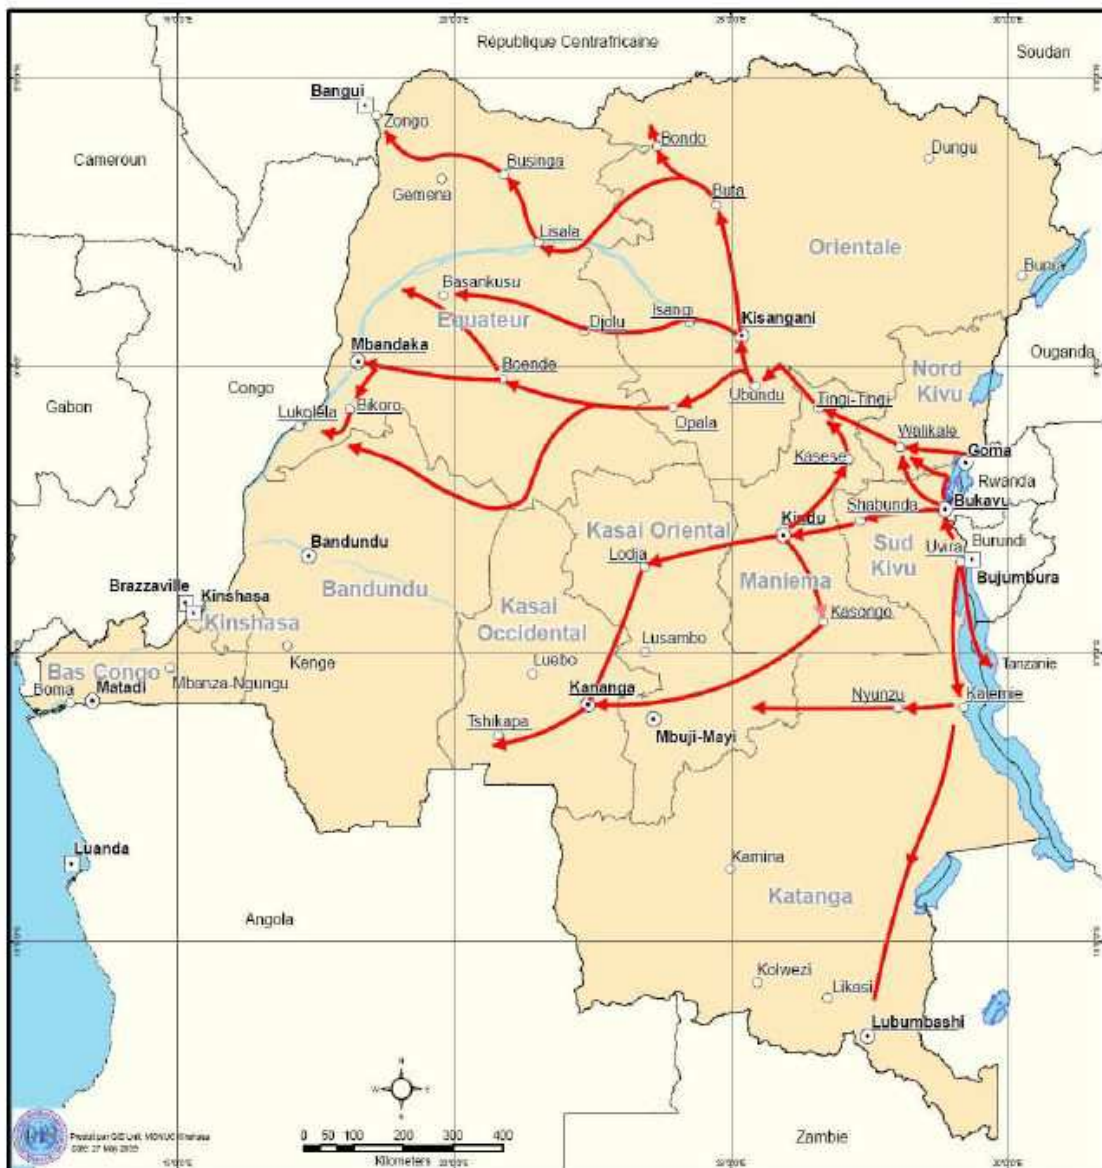 République Centrafricaine
Soudan
Bangui
Zongo
Bondo
Dungu
Cameroun
Businga
Gemena
Buta
Lisala
Orientale
Bunia
Basankusu
Isangi
Kisangani
Equateur
Djolu
Mbandaka
Ouganda
Boende
Nord
Kivu
Congo
Ubundu
Gabon
Tingi-Tingi
Lukolela
Bikoro
Opala
Walikale
Goma
Kasese
Rwanda
Shabunda
Bukavu
Kindu
Kasai Oriental
Sud
Kivu
Uvira
Burundi
Bandundu
Lodja
Bujumbura
Bandundu
Maniema
Brazzaville
Kinshasa
Kinshasa
Kasai
Occidental
Kasongo
Lusambo
Kenge
Luebo
Tanzanie
Bas Congo
Mbanza-Ngungu
Boma
Matadi
Kananga
Nyunzu
Kalemie
Tshikapa
Mbuji-Mayi
Luanda
Kamina
Katanga
Angola
Kolwezi
Likasi
Lubumbashi
N
W
E
S
0 50 100 200 300 400
Kilometers
Zambie